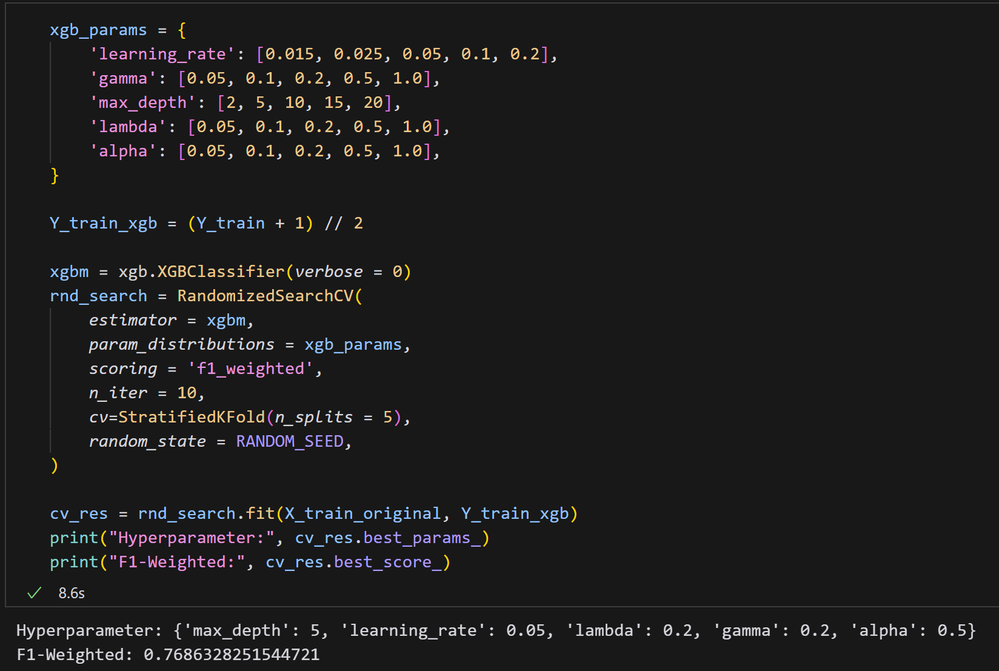 xgb_params = {
    'learning_rate': [0.015, 0.025, 0.05, 0.1, 0.2],
    'gamma': [0.05, 0.1, 0.2, 0.5, 1.0],
    'max_depth': [2, 5, 10, 15, 20],
    'lambda': [0.05, 0.1, 0.2, 0.5, 1.0],
    'alpha': [0.05, 0.1, 0.2, 0.5, 1.0],
}

Y_train_xgb = (Y_train + 1) // 2

xgbm = xgb.XGBClassifier(verbose = 0)
rnd_search = RandomizedSearchCV(
    estimator = xgbm,
    param_distributions = xgb_params,
    scoring = 'f1_weighted',
    n_iter = 10,
    cv=StratifiedKFold(n_splits = 5),
    random_state = RANDOM_SEED,
)

cv_res = rnd_search.fit(X_train_original, Y_train_xgb)
print("Hyperparameter:", cv_res.best_params_)
print("F1-Weighted:", cv_res.best_score_)
✓ 8.6s
Hyperparameter: {'max_depth': 5, 'learning_rate': 0.05, 'lambda': 0.2, 'gamma': 0.2, 'alpha': 0.5}
F1-Weighted: 0.7686328251544721